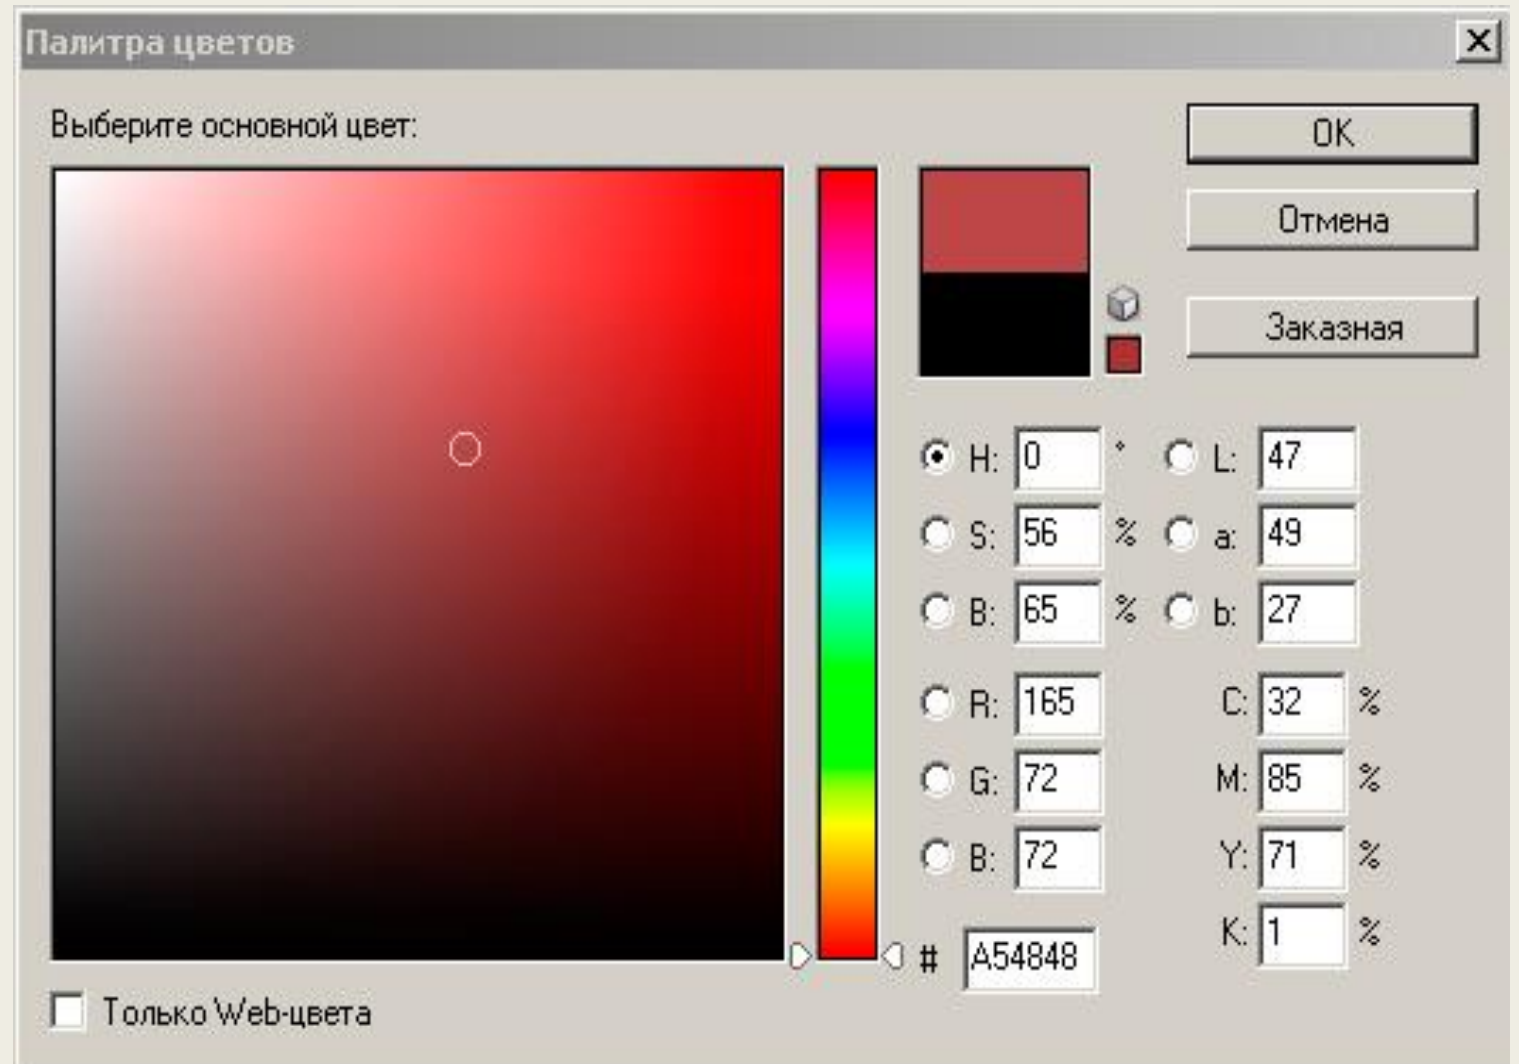 Палитра цветов
Выберите основной цвет:
OK
Отмена
Заказная
H: 0 ° L: 47
S: 56 % a: 49
B: 65 % b: 27
R: 165 C: 32 %
G: 72 M: 85 %
B: 72 Y: 71 %
K: 1 %
# A54848
Только Web-цвета